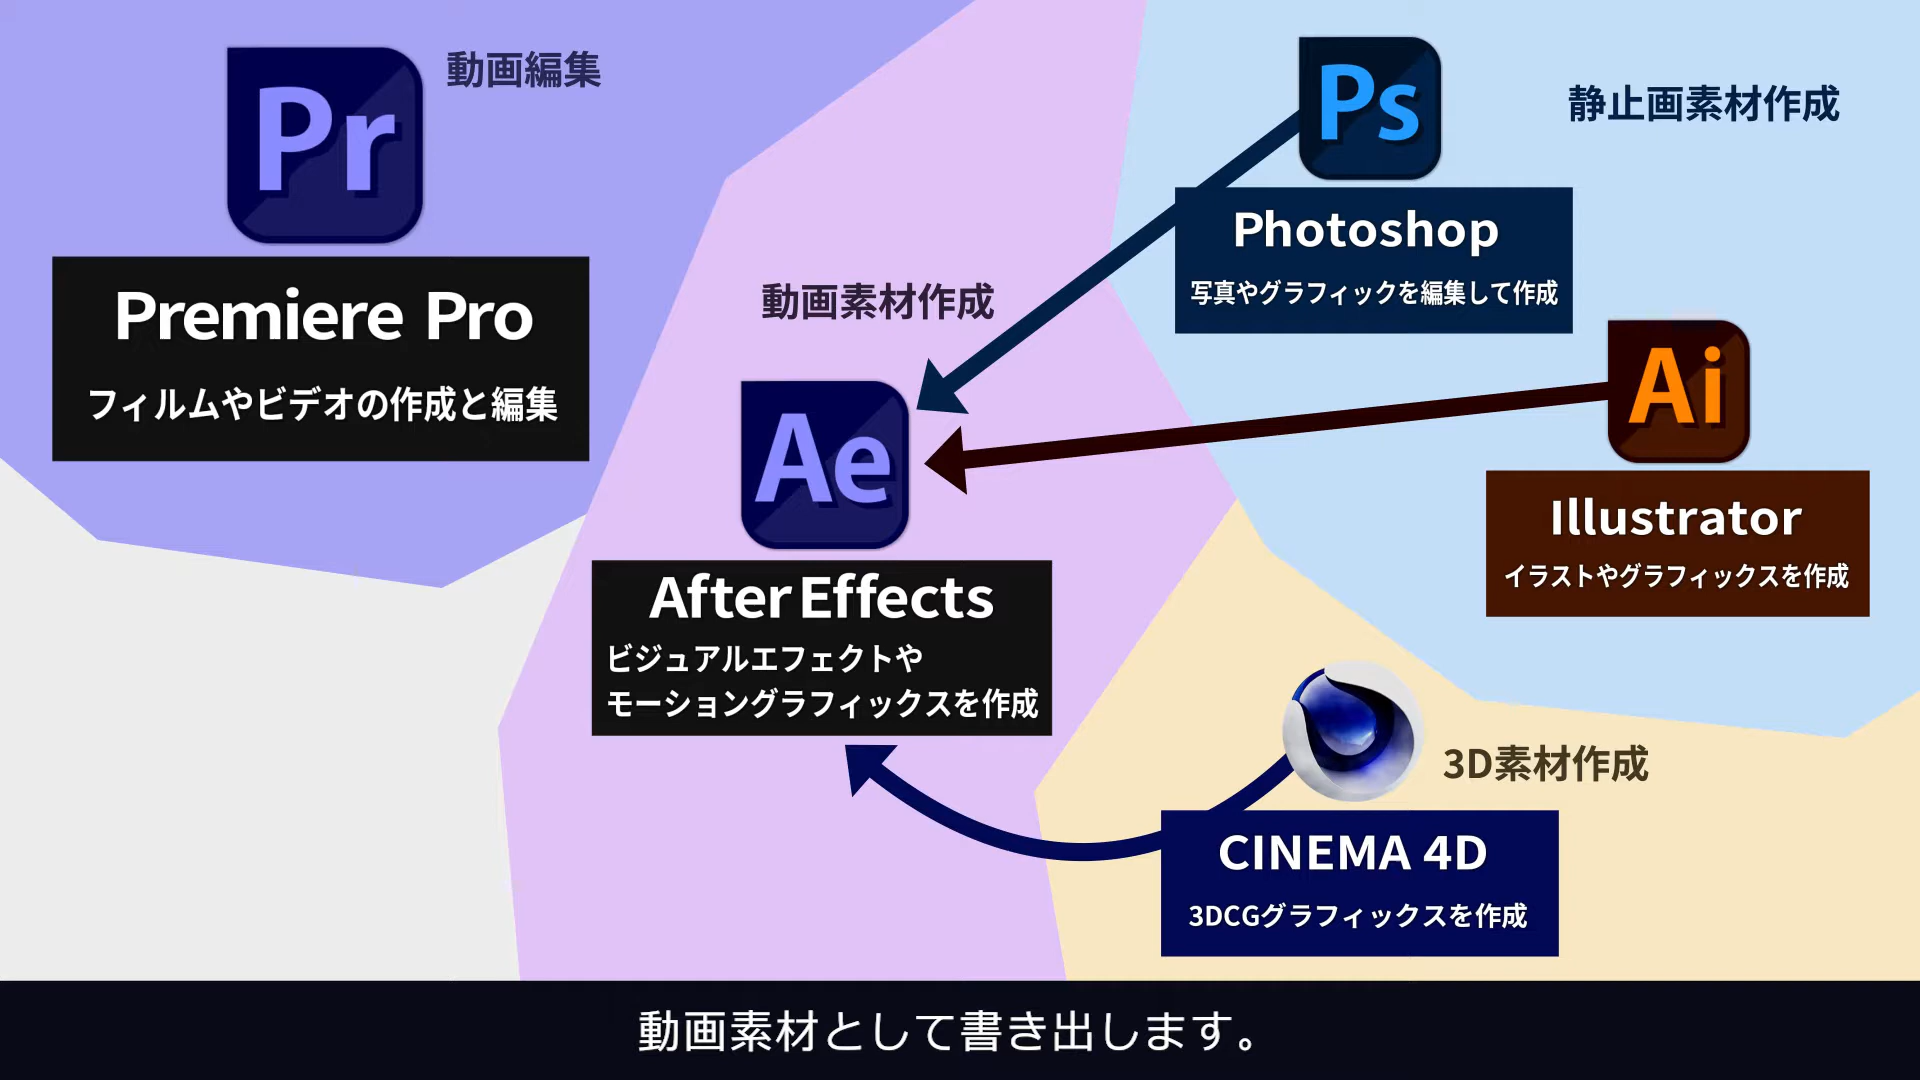 Pr
動画編集
Premiere Pro
フィルムやビデオの作成と編集
動画素材作成
Ae
After Effects
ビジュアルエフェクトや
モーショングラフィックスを作成
Ps
静止画素材作成
Photoshop
写真やグラフィックを編集して作成
Ai
Illustrator
イラストやグラフィックスを作成
3D素材作成
CINEMA 4D
3DCGグラフィックスを作成
動画素材として書き出します。